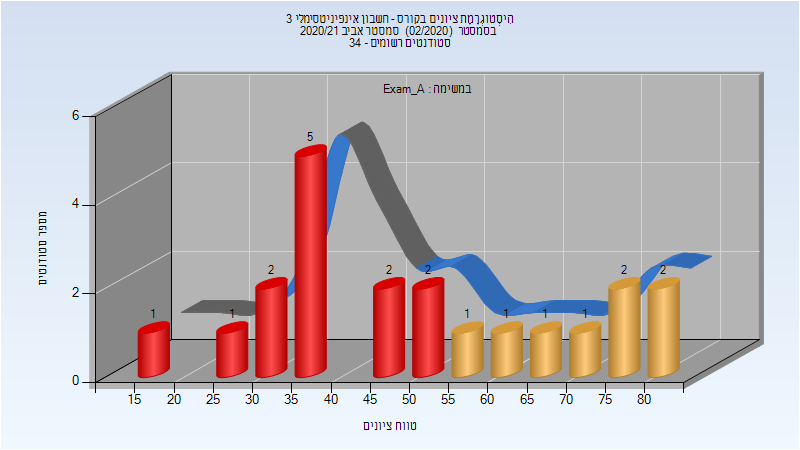 היסטוגרמת ציונים בקורס - חשבון אינפיניטסימלי 3
בסמסטר (02/2020) סמסטר אביב 2020/21
סטודנטים רשומים - 34
במשימה : Exam_A
מספר סטודנטים
6
4
2
0
1
1
2
5
2
2
1
1
1
1
2
2
15 20 25 30 35 40 45 50 55 60 65 70 75 80
טווח ציונים